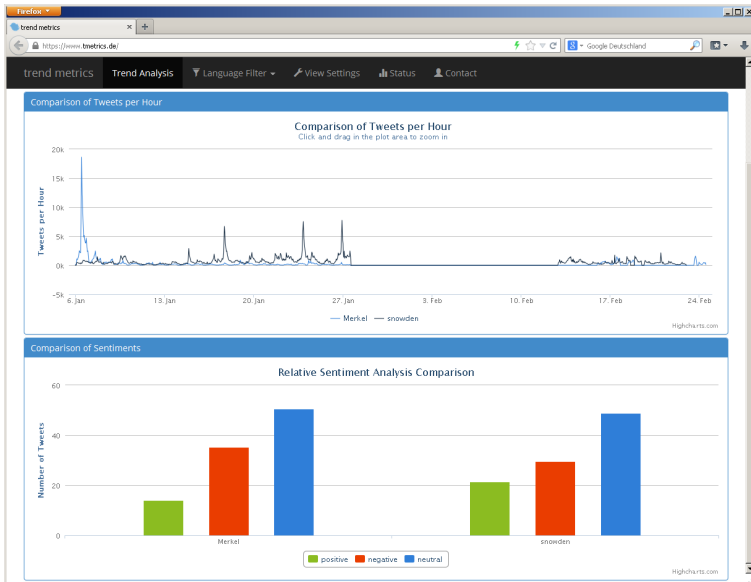 Firefox
trend metrics × +
https://www.tmetrics.de/ Google Deutschland
trend metrics Trend Analysis Language Filter View Settings Status Contact
Comparison of Tweets per Hour
Comparison of Tweets per Hour
Click and drag in the plot area to zoom in
Tweets per Hour
20k
15k
10k
5k
0k
-5k
6. Jan 13. Jan 20. Jan 27. Jan 3. Feb 10. Feb 17. Feb 24. Feb
Merkel snowden
Highcharts.com
Comparison of Sentiments
Relative Sentiment Analysis Comparison
Number of Tweets
60
40
20
0
Merkel snowden
positive negative neutral
Highcharts.com